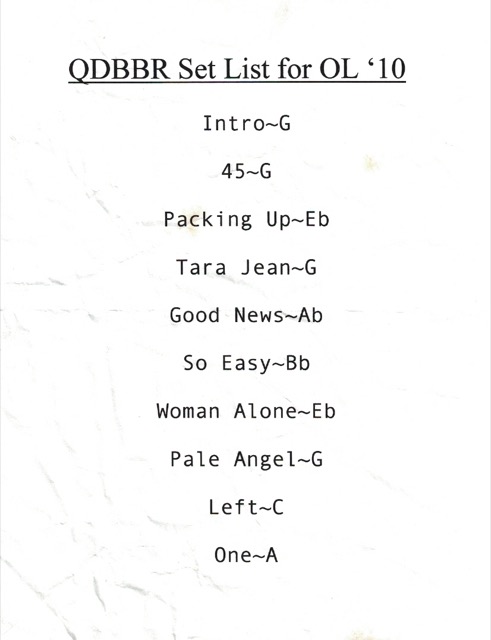 QDBBR Set List for OL ‘10
Intro~G
45~G
Packing Up~Eb
Tara Jean~G
Good News~Ab
So Easy~Bb
Woman Alone~Eb
Pale Angel~G
Left~C
One~A